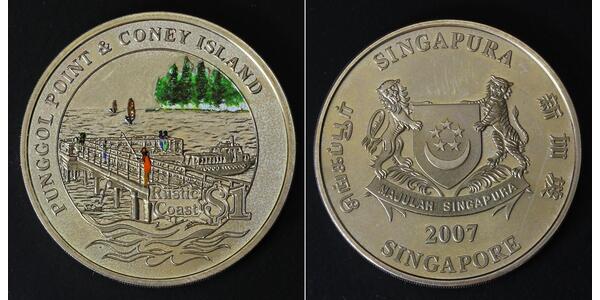 PUNGGOL POINT & CONEY ISLAND
Rustic
Coast $1
SINGAPURA
சிங்கப்பூர்
新加坡
MAJULAH SINGAPURA
2007
SINGAPORE